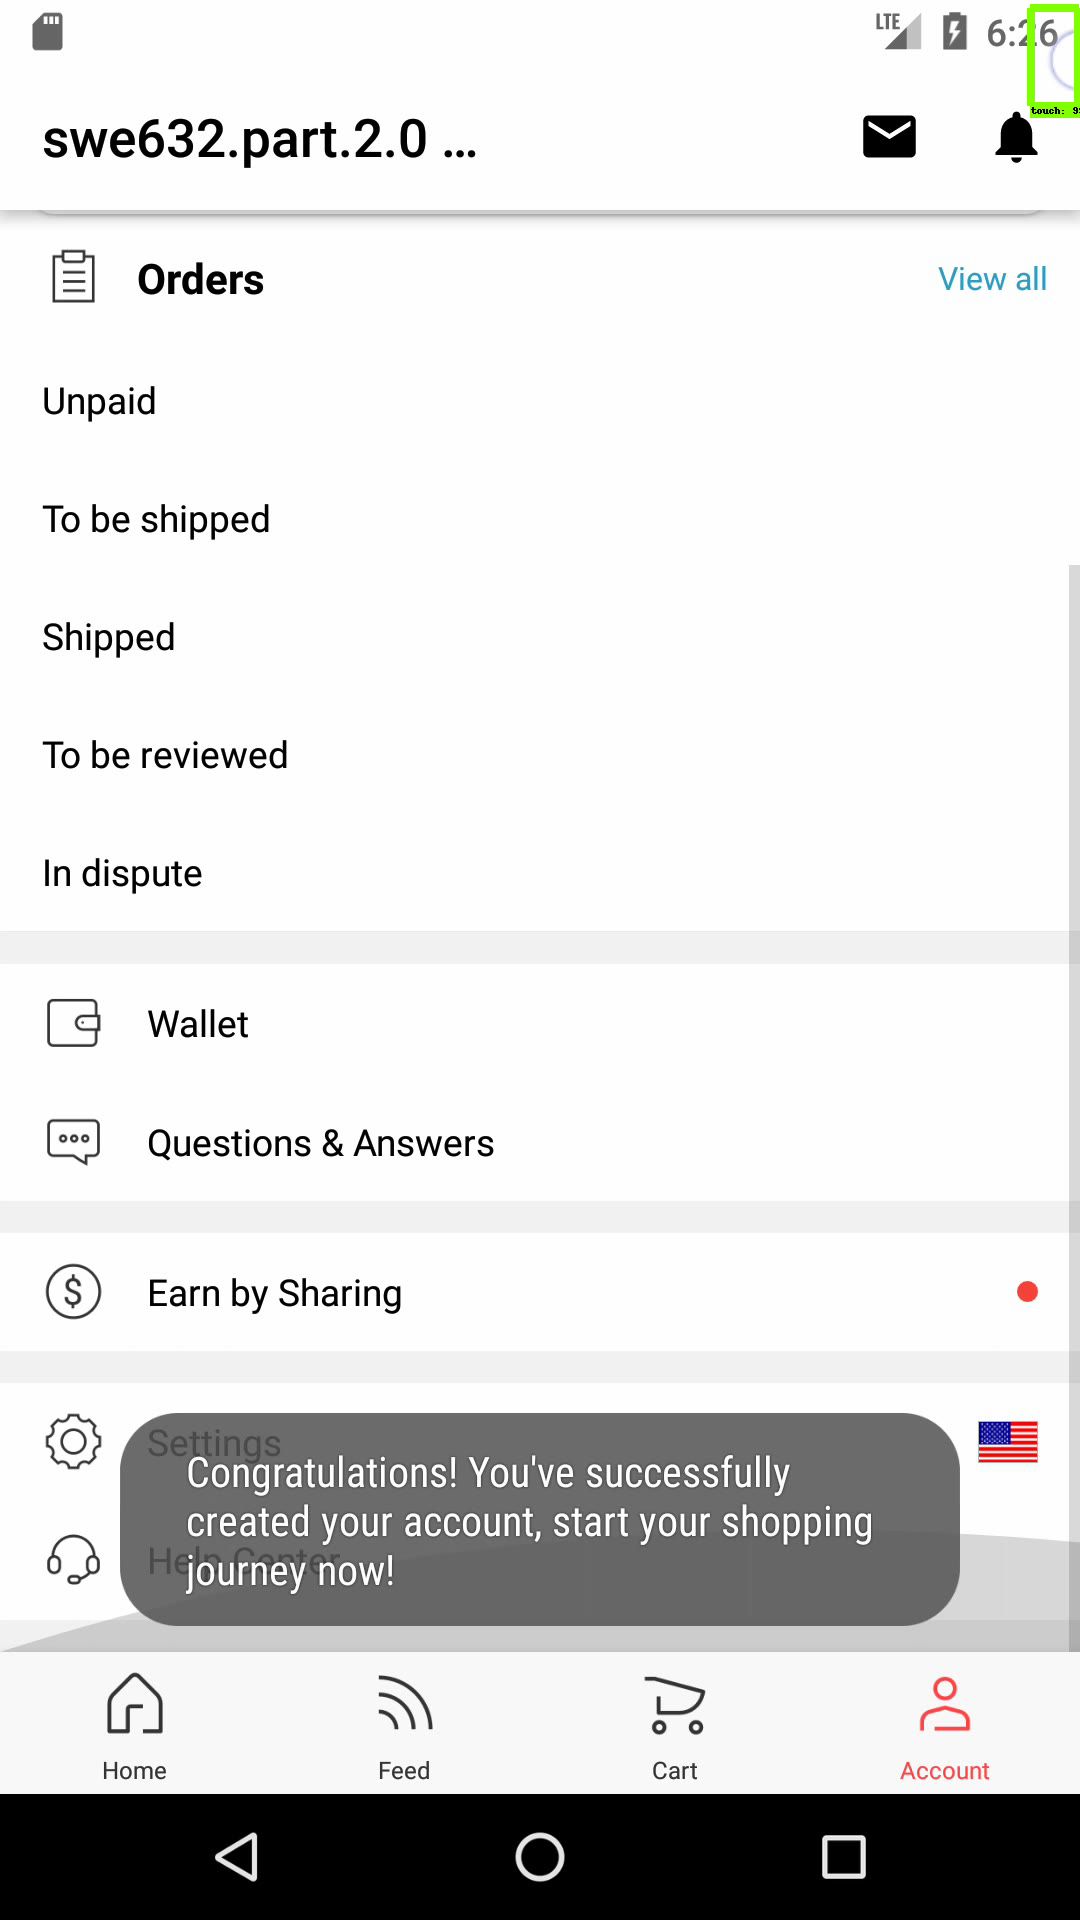 LTE 6:26
touch: 9
swe632.part.2.0 ...
Orders View all
Unpaid
To be shipped
Shipped
To be reviewed
In dispute
Wallet
Questions & Answers
Earn by Sharing
Settings
Congratulations! You've successfully
created your account, start your shopping
Help Center
journey now!
Home Feed Cart Account